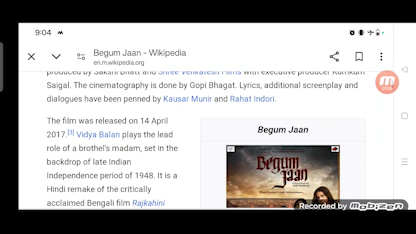 9:04
Begum Jaan – Wikipedia
en.m.wikipedia.org
produced by Sakshi Bhatt and Shree Venkatesh Films with executive producer Kumkum
Saigal. The cinematography is done by Gopi Bhagat. Lyrics, additional screenplay and
dialogues have been penned by Kausar Munir and Rahat Indori.
The film was released on 14 April
2017.[3] Vidya Balan plays the lead
role of a brothel's madam, set in the
backdrop of late Indian
Independence period of 1948. It is a
Hindi remake of the critically
acclaimed Bengali film Rajkahini
Begum Jaan
Begum
Jaan
Recorded by Mobizen